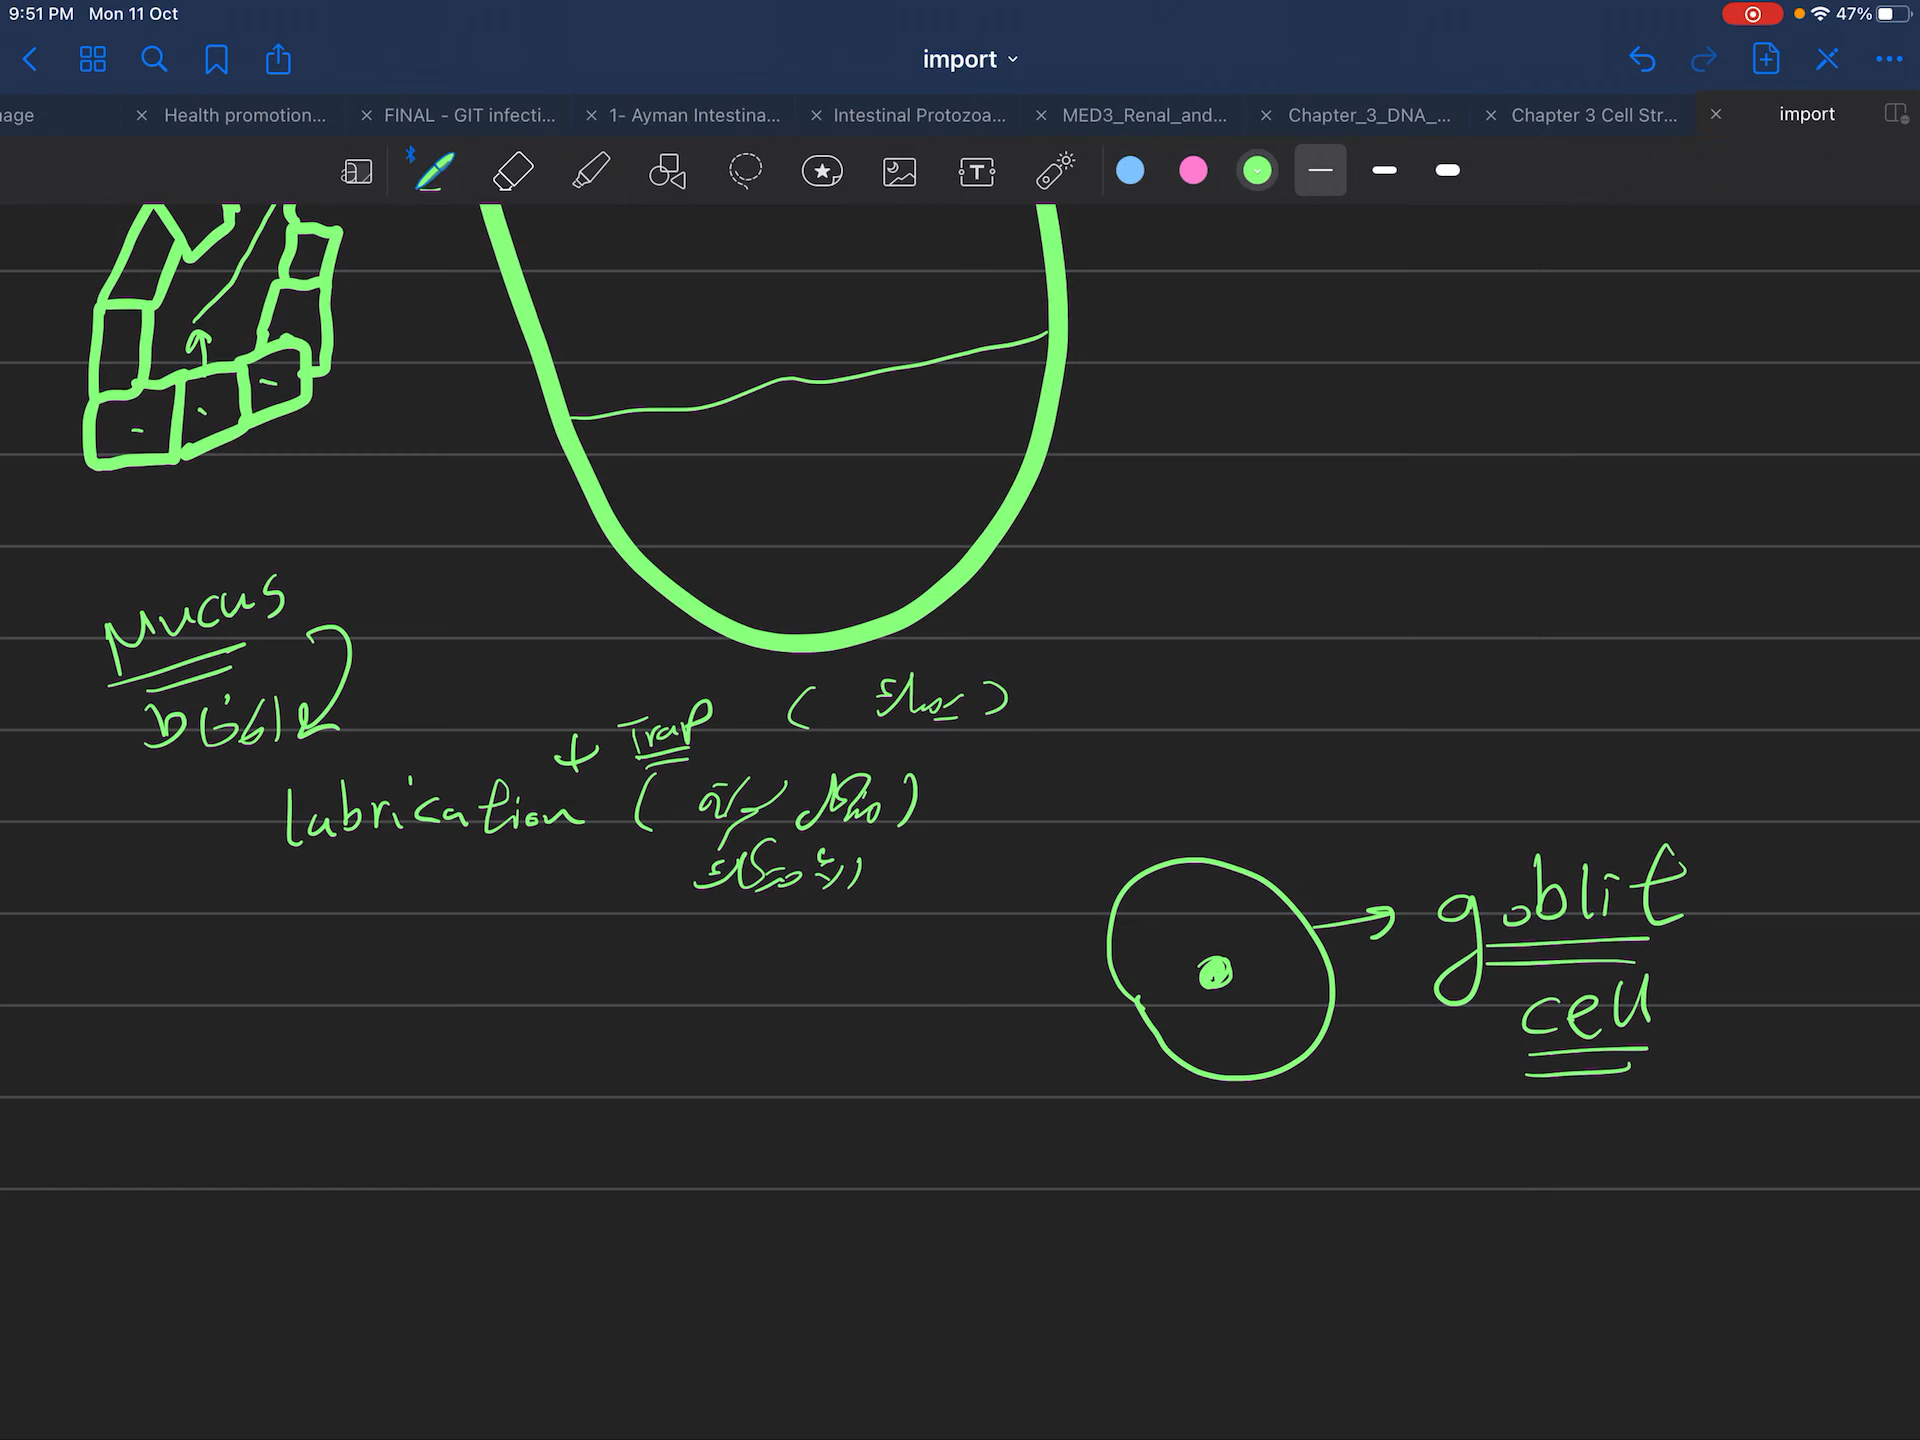 9:51 PM Mon 11 Oct
47%
import
nage
Health promotion...
FINAL - GIT infecti...
1- Ayman Intestina...
Intestinal Protozoa...
MED3_Renal_and...
Chapter_3_DNA_...
Chapter 3 Cell Str...
import
Mucus
+ Trap
lubrication
goblit
cell